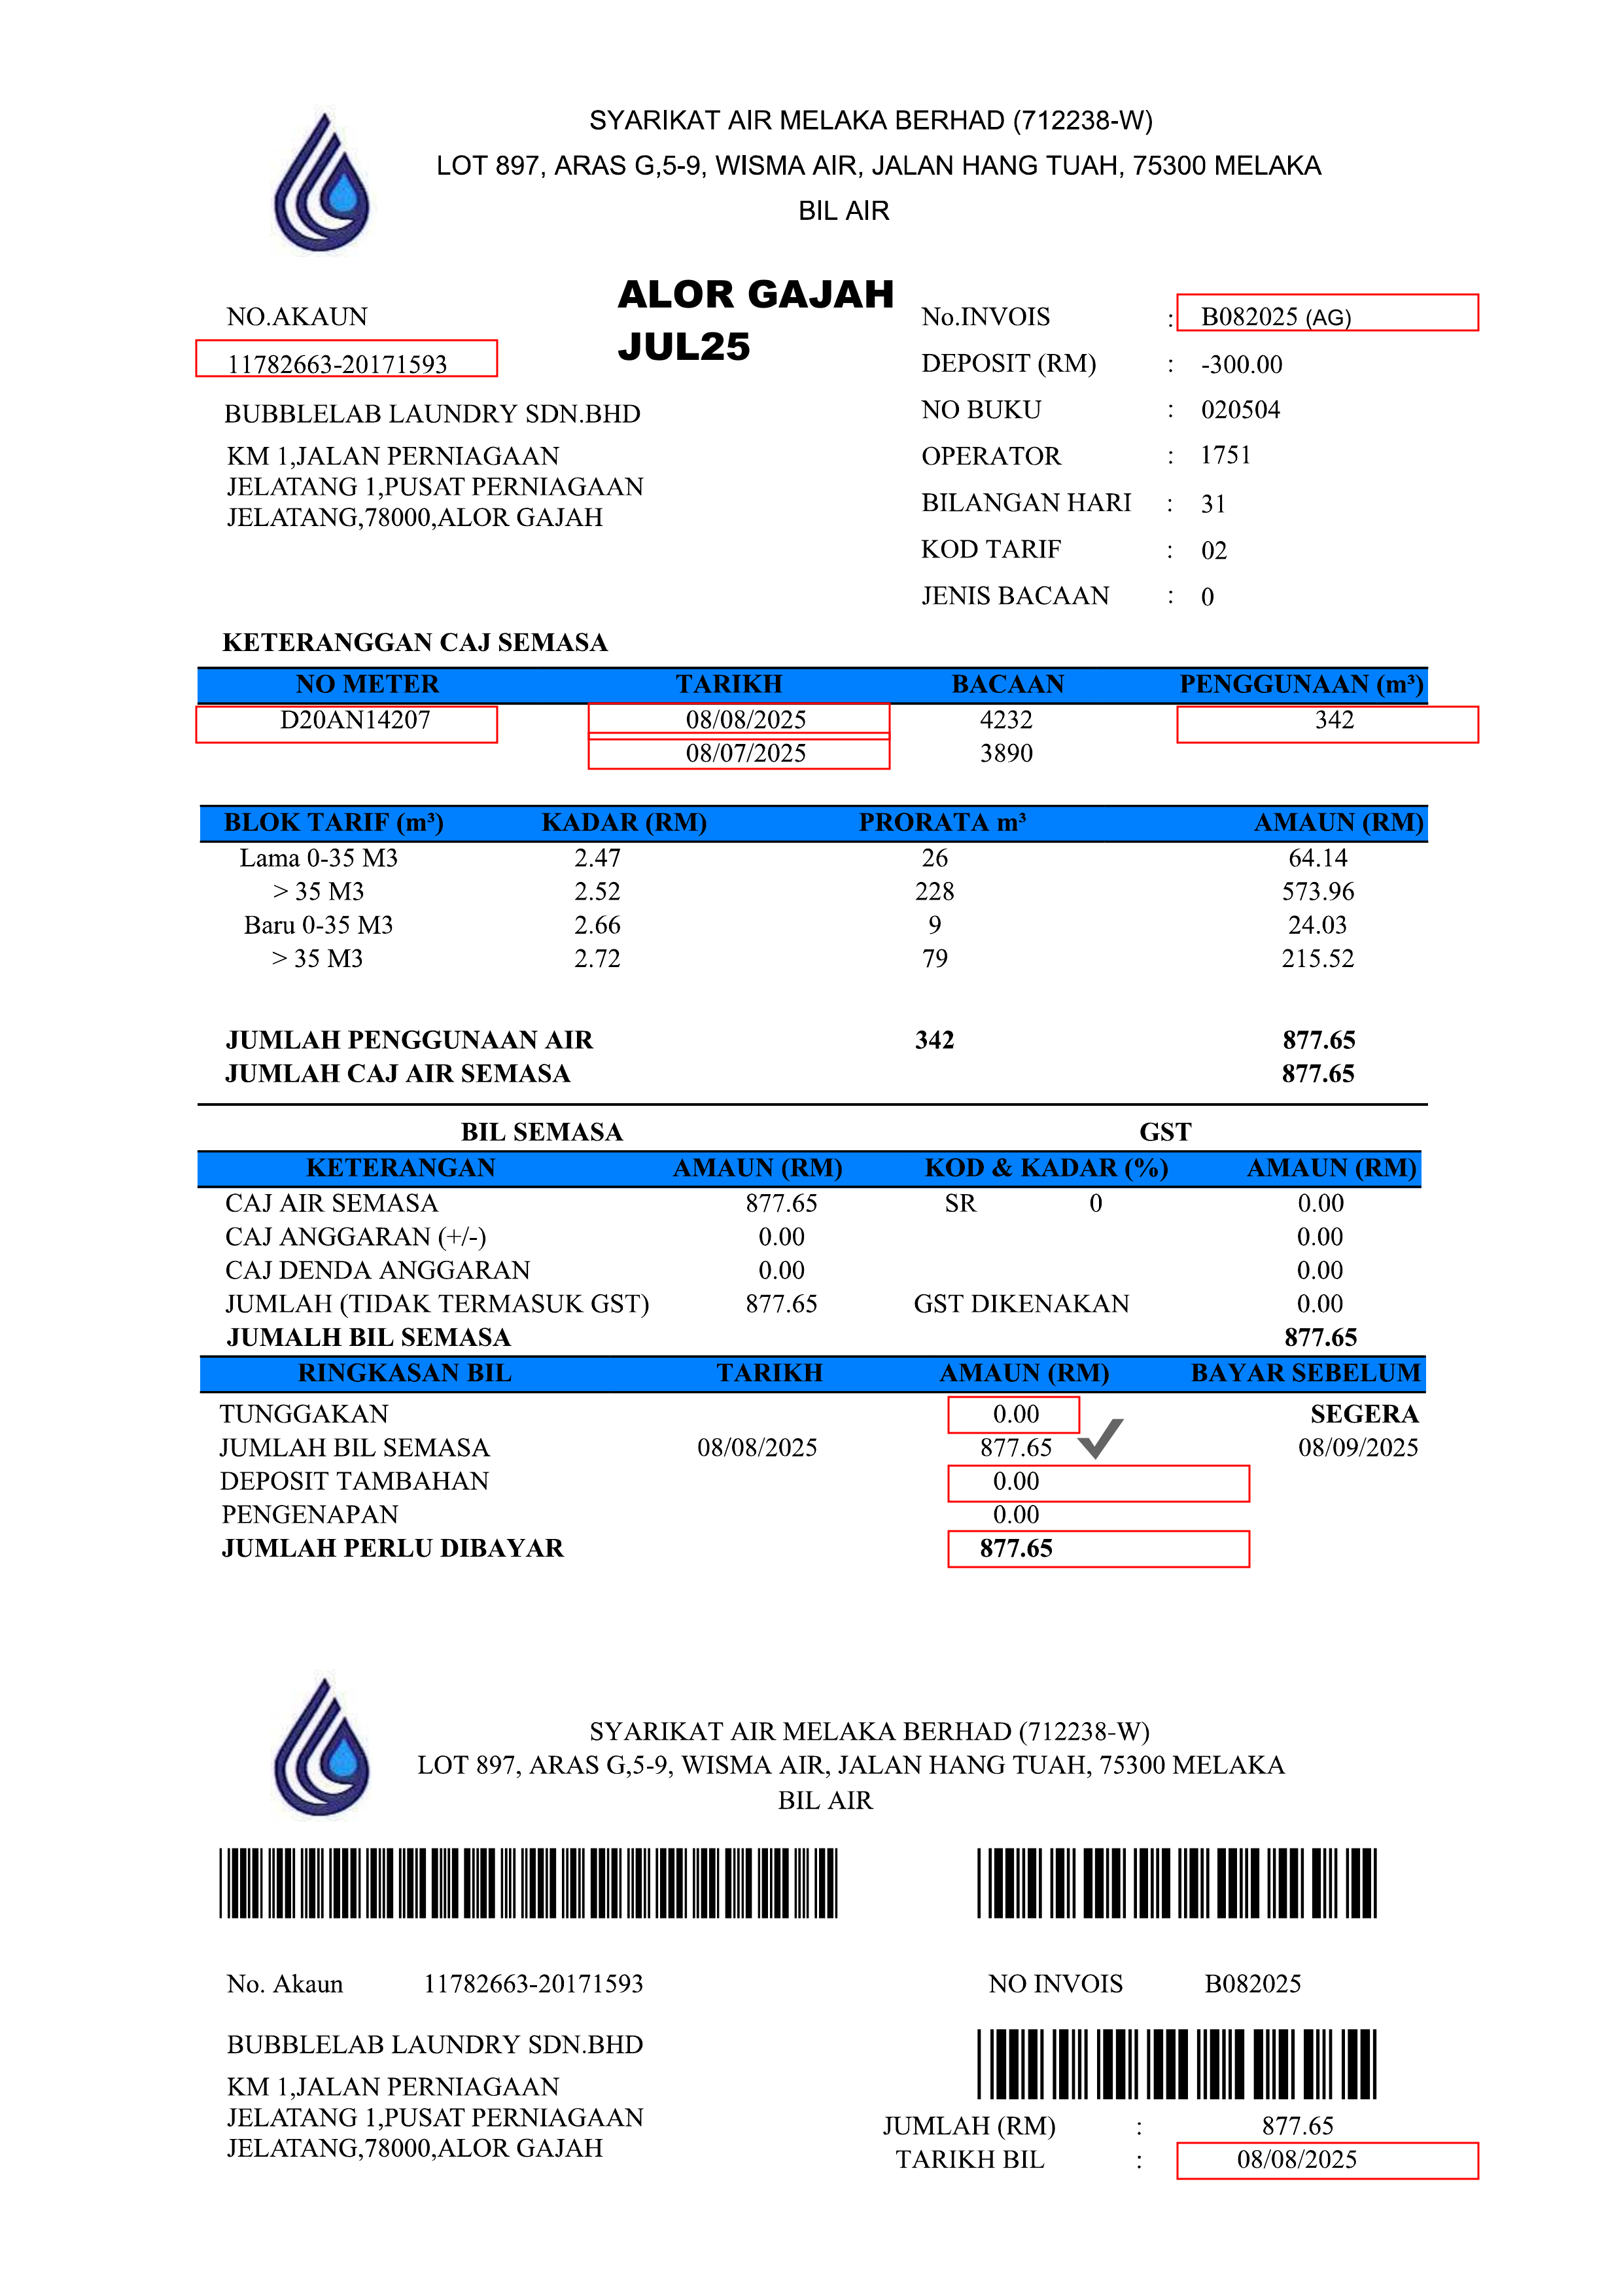 SYARIKAT AIR MELAKA BERHAD (712238-W)
LOT 897, ARAS G,5-9, WISMA AIR, JALAN HANG TUAH, 75300 MELAKA
BIL AIR
ALOR GAJAH
JUL25
NO.AKAUN
11782663-20171593
BUBBLELAB LAUNDRY SDN.BHD
KM 1,JALAN PERNIAGAAN
JELATANG 1,PUSAT PERNIAGAAN
JELATANG,78000,ALOR GAJAH
No.INVOIS : B082025 (AG)
DEPOSIT (RM) : -300.00
NO BUKU : 020504
OPERATOR : 1751
BILANGAN HARI : 31
KOD TARIF : 02
JENIS BACAAN : 0
KETERANGGAN CAJ SEMASA
NO METER TARIKH BACAAN PENGGUNAAN (m³)
D20AN14207 08/08/2025 4232 342
08/07/2025 3890
BLOK TARIF (m³) KADAR (RM) PRORATA m³ AMAUN (RM)
Lama 0-35 M3 2.47 26 64.14
> 35 M3 2.52 228 573.96
Baru 0-35 M3 2.66 9 24.03
> 35 M3 2.72 79 215.52
JUMLAH PENGGUNAAN AIR 342 877.65
JUMLAH CAJ AIR SEMASA 877.65
BIL SEMASA GST
KETERANGAN AMAUN (RM) KOD & KADAR (%) AMAUN (RM)
CAJ AIR SEMASA 877.65 SR 0 0.00
CAJ ANGGARAN (+/-) 0.00 0.00
CAJ DENDA ANGGARAN 0.00 0.00
JUMLAH (TIDAK TERMASUK GST) 877.65 GST DIKENAKAN 0.00
JUMALH BIL SEMASA 877.65
RINGKASAN BIL TARIKH AMAUN (RM) BAYAR SEBELUM
TUNGGAKAN 0.00 SEGERA
JUMLAH BIL SEMASA 08/08/2025 877.65 08/09/2025
DEPOSIT TAMBAHAN 0.00
PENGENAPAN 0.00
JUMLAH PERLU DIBAYAR 877.65
SYARIKAT AIR MELAKA BERHAD (712238-W)
LOT 897, ARAS G,5-9, WISMA AIR, JALAN HANG TUAH, 75300 MELAKA
BIL AIR
No. Akaun 11782663-20171593
NO INVOIS B082025
BUBBLELAB LAUNDRY SDN.BHD
KM 1,JALAN PERNIAGAAN
JELATANG 1,PUSAT PERNIAGAAN
JELATANG,78000,ALOR GAJAH
JUMLAH (RM) : 877.65
TARIKH BIL : 08/08/2025